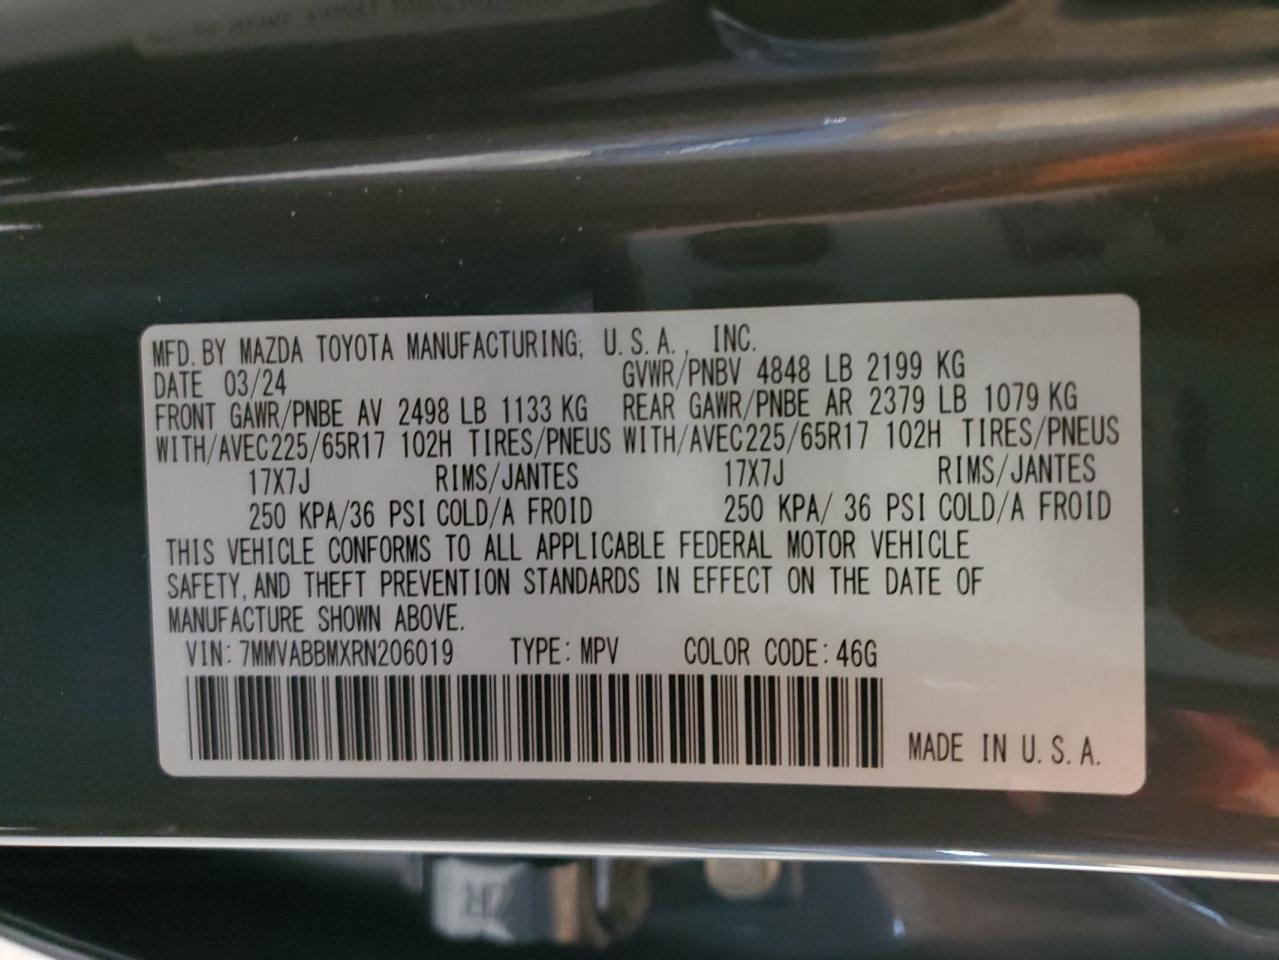 MFD. BY MAZDA TOYOTA MANUFACTURING, U.S.A., INC.
DATE 03/24 GVWR/PNBV 4848 LB 2199 KG
FRONT GAWR/PNBE AV 2498 LB 1133 KG REAR GAWR/PNBE AR 2379 LB 1079 KG
WITH/AVEC225/65R17 102H TIRES/PNEUS WITH/AVEC225/65R17 102H TIRES/PNEUS
17X7J RIMS/JANTES 17X7J RIMS/JANTES
250 KPA/36 PSI COLD/A FROID 250 KPA/ 36 PSI COLD/A FROID
THIS VEHICLE CONFORMS TO ALL APPLICABLE FEDERAL MOTOR VEHICLE
SAFETY, AND THEFT PREVENTION STANDARDS IN EFFECT ON THE DATE OF
MANUFACTURE SHOWN ABOVE.
VIN: 7MMVABBMXRN206019 TYPE: MPV COLOR CODE: 46G
MADE IN U.S.A.